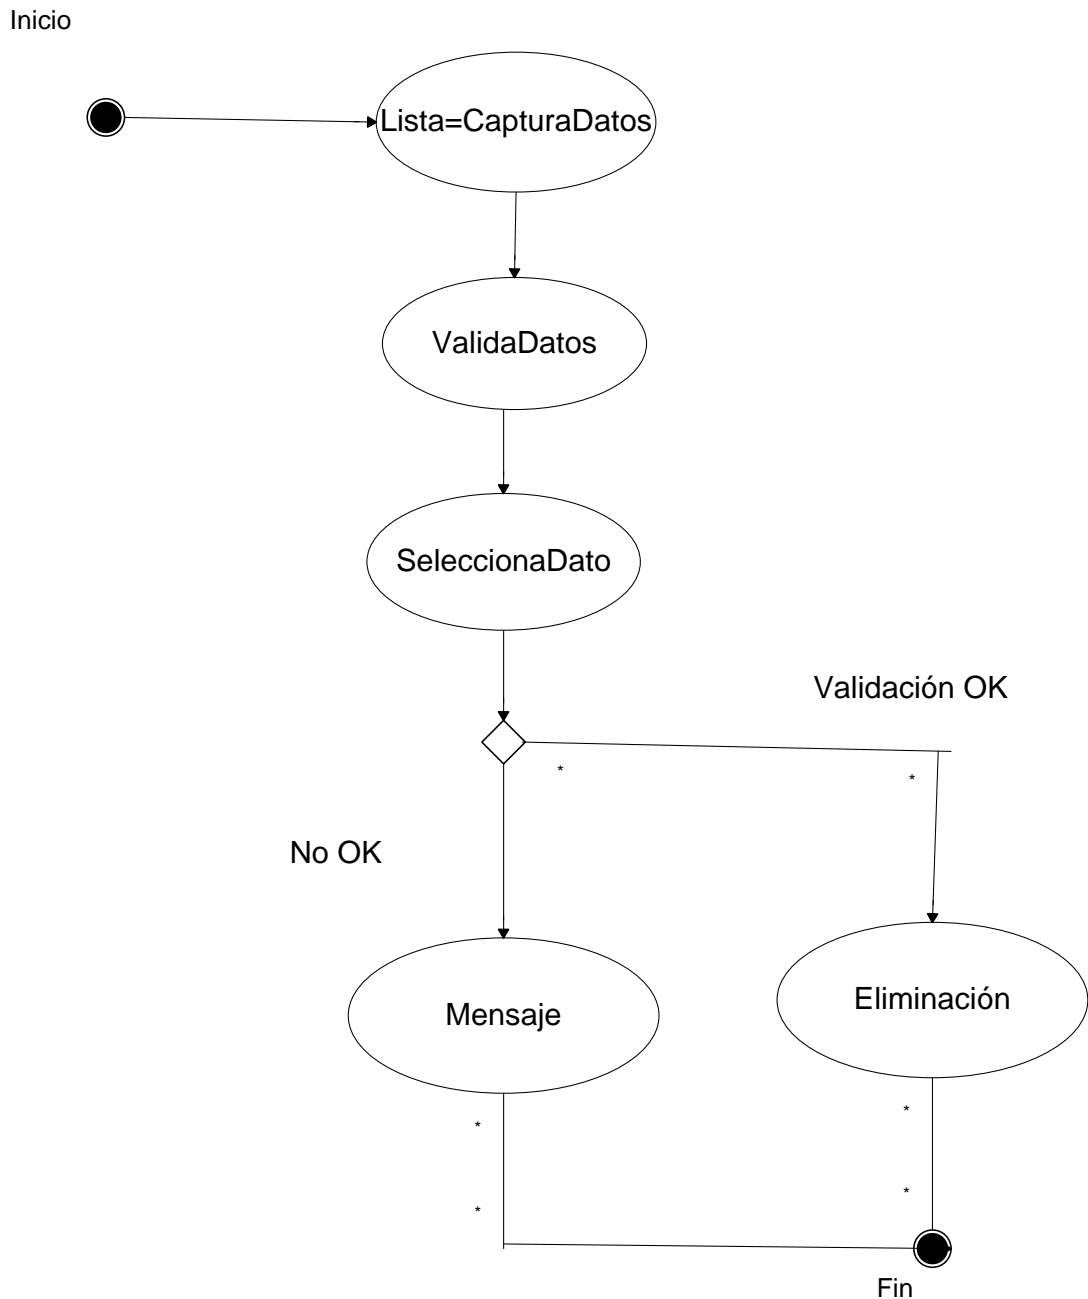 Inicio
Lista=CapturaDatos
ValidaDatos
SeleccionaDato
Validación OK
*
*
No OK
Eliminación
Mensaje
*
*
*
*
Fin